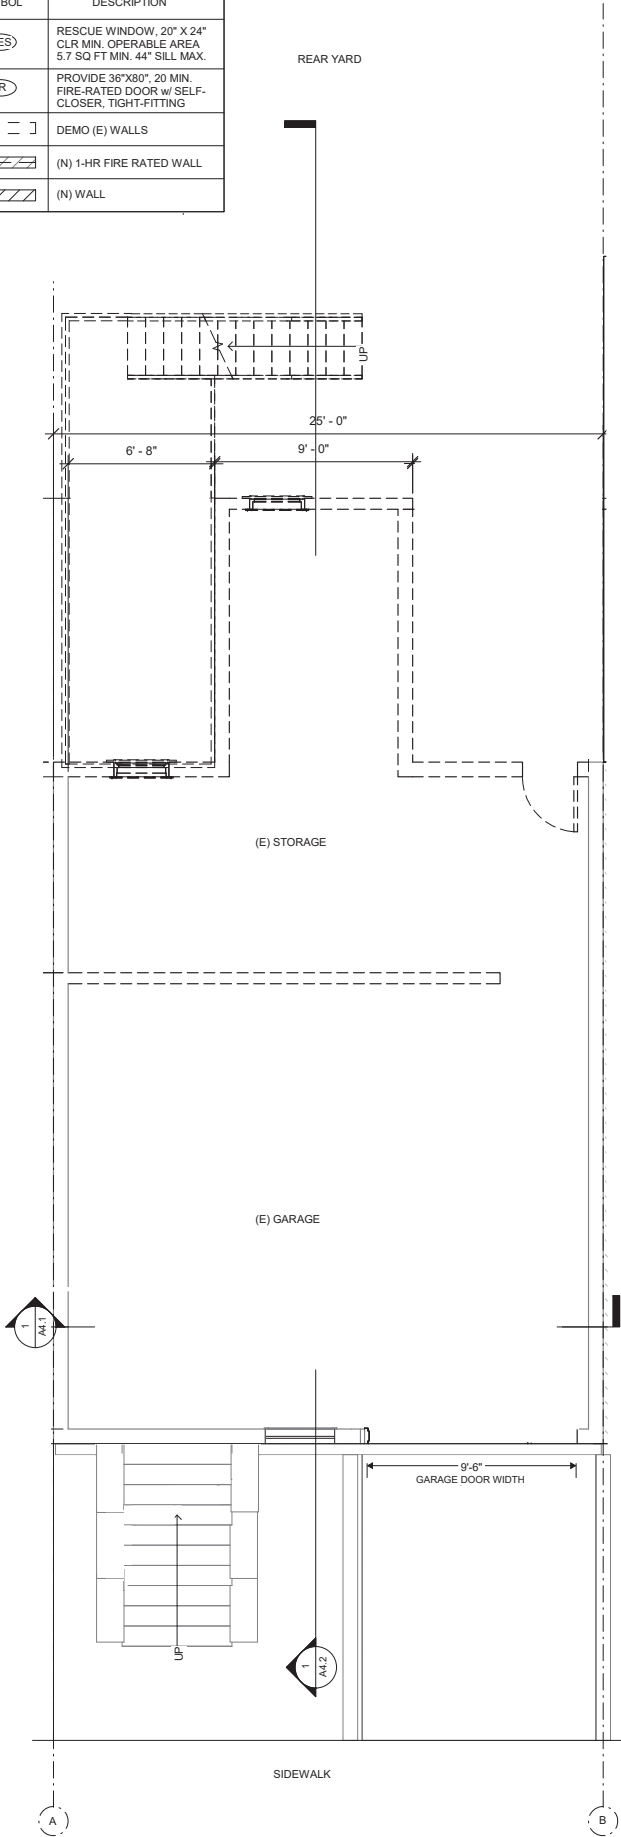 BOL DESCRIPTION
ES
RESCUE WINDOW, 20" X 24"
CLR MIN. OPERABLE AREA
5.7 SQ FT MIN. 44" SILL MAX.
R
PROVIDE 36"X80", 20 MIN.
FIRE-RATED DOOR w/ SELF-
CLOSER, TIGHT-FITTING
DEMO (E) WALLS
(N) 1-HR FIRE RATED WALL
(N) WALL
REAR YARD
UP
25' - 0"
6' - 8"
9' - 0"
(E) STORAGE
(E) GARAGE
1
A4.1
9'-6"
GARAGE DOOR WIDTH
UP
1
A4.2
SIDEWALK
A
B